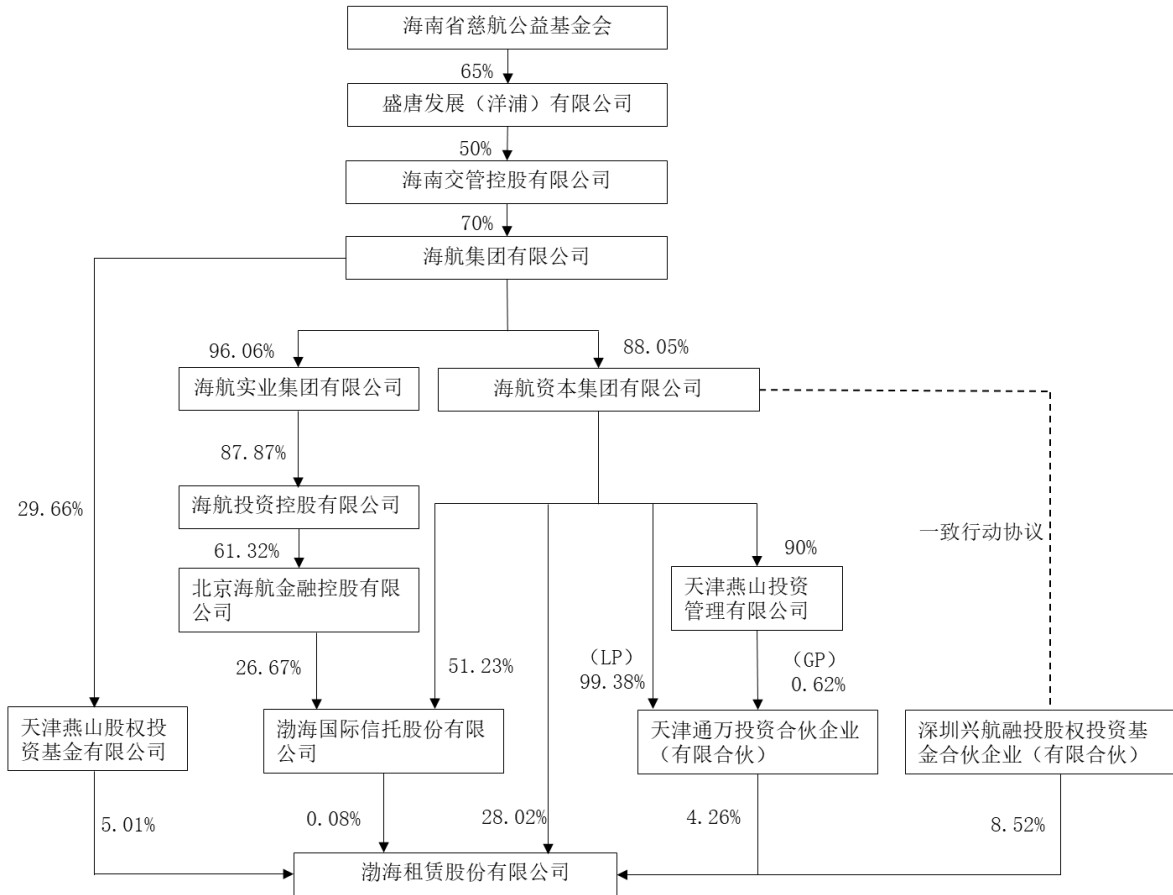 海南省慈航公益基金会
65%
盛唐发展（洋浦）有限公司
50%
海南交管控股有限公司
70%
海航集团有限公司
96.06%
88.05%
海航实业集团有限公司
海航资本集团有限公司
87.87%
29.66%
海航投资控股有限公司
一致行动协议
61.32%
90%
北京海航金融控股有限
公司
天津燕山投资
管理有限公司
26.67%
51.23%
（LP）
99.38%
（GP）
0.62%
天津燕山股权投
资基金有限公司
渤海国际信托股份有限
公司
天津通万投资合伙企业
（有限合伙）
深圳兴航融投股权投资基
金合伙企业（有限合伙）
5.01%
0.08%
28.02%
4.26%
8.52%
渤海租赁股份有限公司